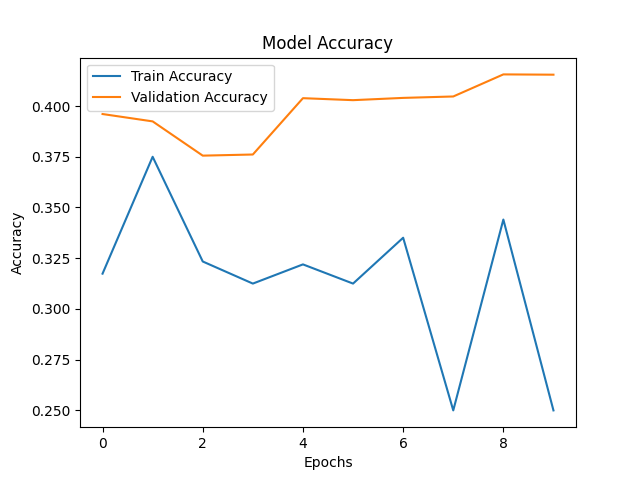 Model Accuracy
Train Accuracy
Validation Accuracy
0.400
0.375
0.350
0.325
0.300
0.275
0.250
Accuracy
0 2 4 6 8
Epochs